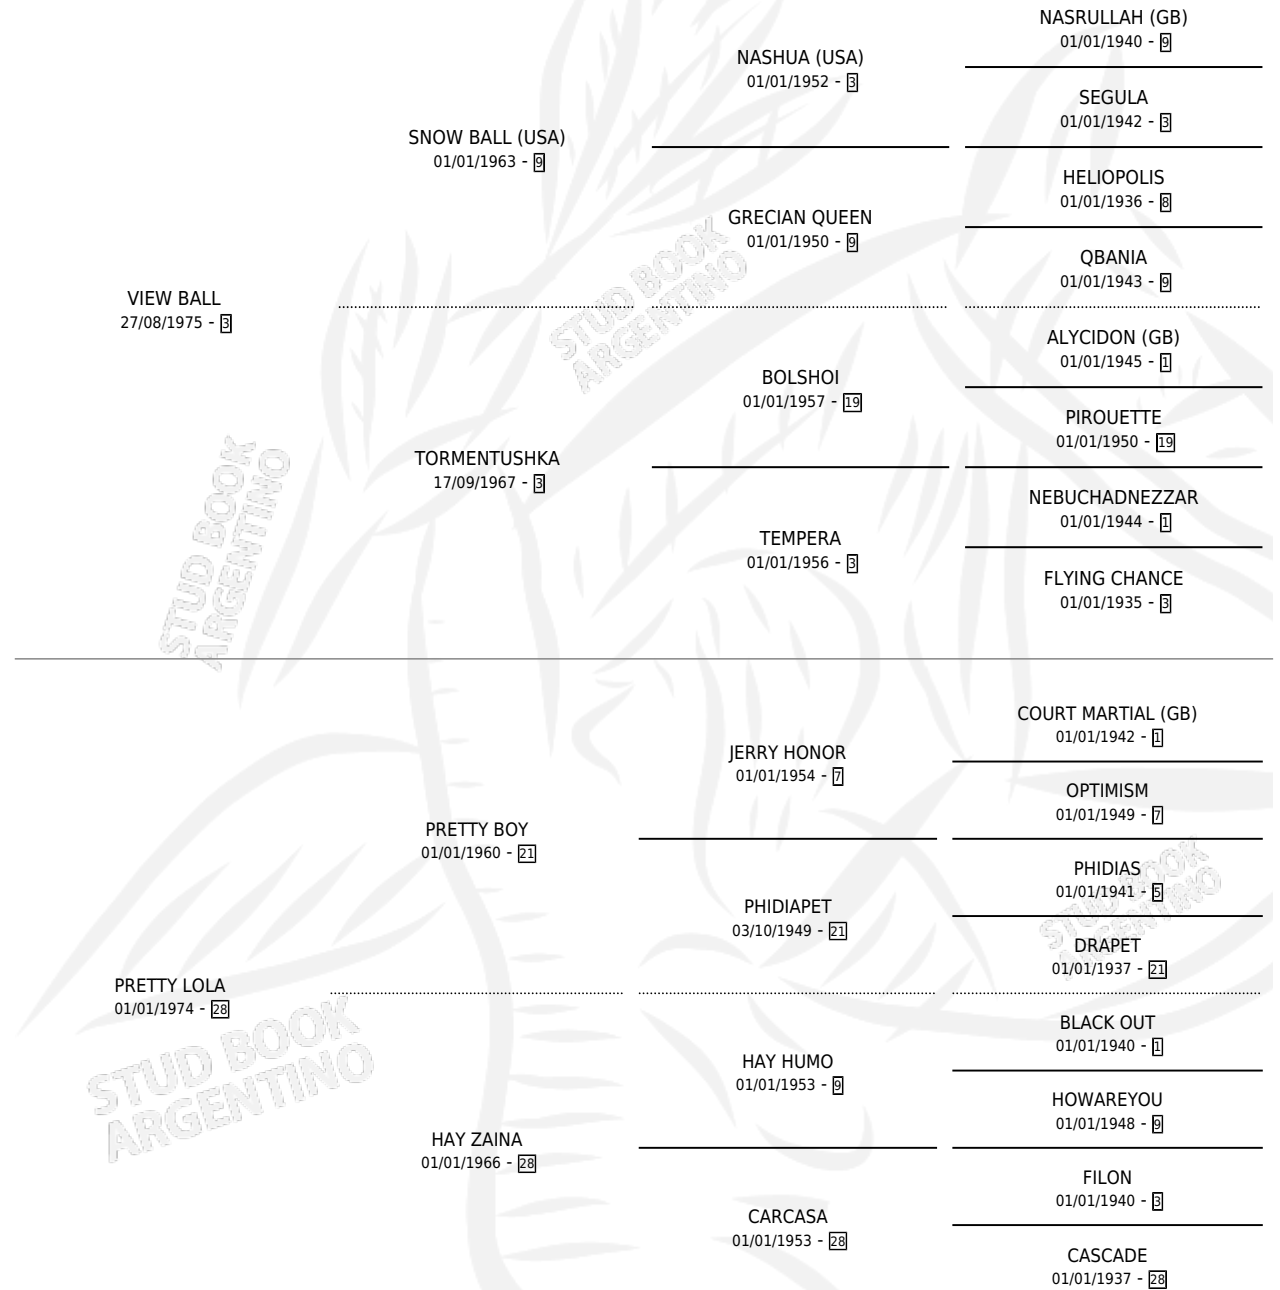 NASRULLAH (GB)
01/01/1940 - 9
NASHUA (USA)
01/01/1952 - 3
SEGULA
01/01/1942 - 3
SNOW BALL (USA)
01/01/1963 - 9
HELIOPOLIS
01/01/1936 - 8
GRECIAN QUEEN
01/01/1950 - 9
QBANIA
01/01/1943 - 9
VIEW BALL
27/08/1975 - 3
STUD BOOK
ARGENTINO
ALYCIDON (GB)
01/01/1945 - 1
BOLSHOI
01/01/1957 - 19
PIROUETTE
01/01/1950 - 19
TORMENTUSHKA
17/09/1967 - 3
NEBUCHADNEZZAR
01/01/1944 - 1
TEMPERA
01/01/1956 - 3
FLYING CHANCE
01/01/1935 - 3
STUD BOOK
ARGENTINO
COURT MARTIAL (GB)
01/01/1942 - 1
JERRY HONOR
01/01/1954 - 7
OPTIMISM
01/01/1949 - 7
PRETTY BOY
01/01/1960 - 21
PHIDIAS
01/01/1941 - 5
PHIDIAPET
03/10/1949 - 21
DRAPET
01/01/1937 - 21
STUD BOOK
ARGENTINO
PRETTY LOLA
01/01/1974 - 28
BLACK OUT
01/01/1940 - 1
HAY HUMO
01/01/1953 - 9
HOWAREYOU
01/01/1948 - 9
STUD BOOK
ARGENTINO
HAY ZAINA
01/01/1966 - 28
FILON
01/01/1940 - 3
CARCASA
01/01/1953 - 28
CASCADE
01/01/1937 - 28